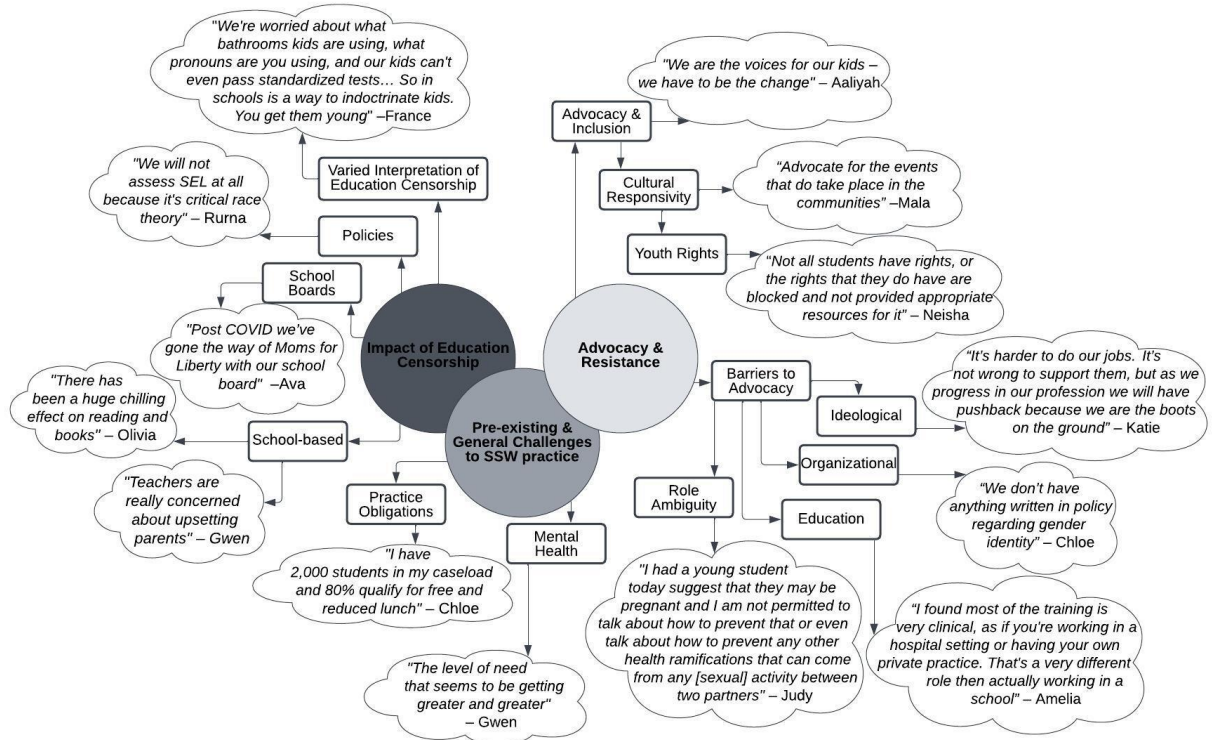 "We're worried about what
bathrooms kids are using, what
pronouns are you using, and our kids can't
even pass standardized tests… So in
schools is a way to indoctrinate kids.
You get them young" –France
Varied Interpretation of
Education Censorship
"We will not
assess SEL at all
because it's critical race
theory" – Rurna
Policies
School
Boards
"Post COVID we've
gone the way of Moms for
Liberty with our school
board" –Ava
"There has
been a huge chilling
effect on reading and
books" – Olivia
School-based
"Teachers are
really concerned
about upsetting
parents" – Gwen
Impact of Education
Censorship
Pre-existing &
General Challenges
to SSW practice
Practice
Obligations
"I have
2,000 students in my caseload
and 80% qualify for free and
reduced lunch" – Chloe
Mental
Health
"The level of need
that seems to be getting
greater and greater"
– Gwen
Advocacy &
Resistance
Advocacy &
Inclusion
"We are the voices for our kids –
we have to be the change" – Aaliyah
Cultural
Responsivity
“Advocate for the events
that do take place in the
communities” –Mala
Youth Rights
“Not all students have rights, or
the rights that they do have are
blocked and not provided appropriate
resources for it” – Neisha
Barriers to
Advocacy
Ideological
“It’s harder to do our jobs. It’s
not wrong to support them, but as we
progress in our profession we will have
pushback because we are the boots
on the ground” – Katie
Organizational
“We don’t have
anything written in policy
regarding gender
identity” – Chloe
Role
Ambiguity
"I had a young student
today suggest that they may be
pregnant and I am not permitted to
talk about how to prevent that or even
talk about how to prevent any other
health ramifications that can come
from any [sexual] activity between
two partners" – Judy
Education
“I found most of the training is
very clinical, as if you're working in a
hospital setting or having your own
private practice. That's a very different
role then actually working in a
school” – Amelia